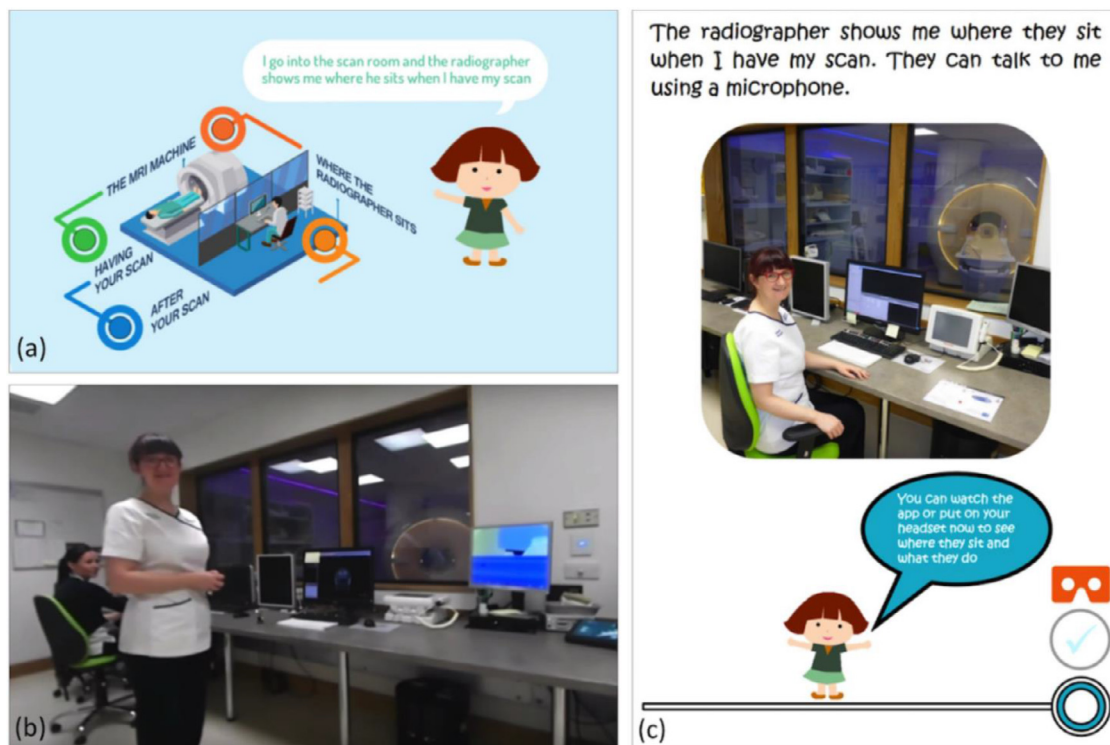 I go into the scan room and the radiographer
shows me where he sits when I have my scan
THE MRI MACHINE
WHERE THE
RADIOGRAPHER SITS
HAVING
YOUR SCAN
AFTER
YOUR SCAN
(a)
(b)
The radiographer shows me where they sit
when I have my scan. They can talk to me
using a microphone.
You can watch the
app or put on your
headset now to see
where they sit and
what they do
(c)